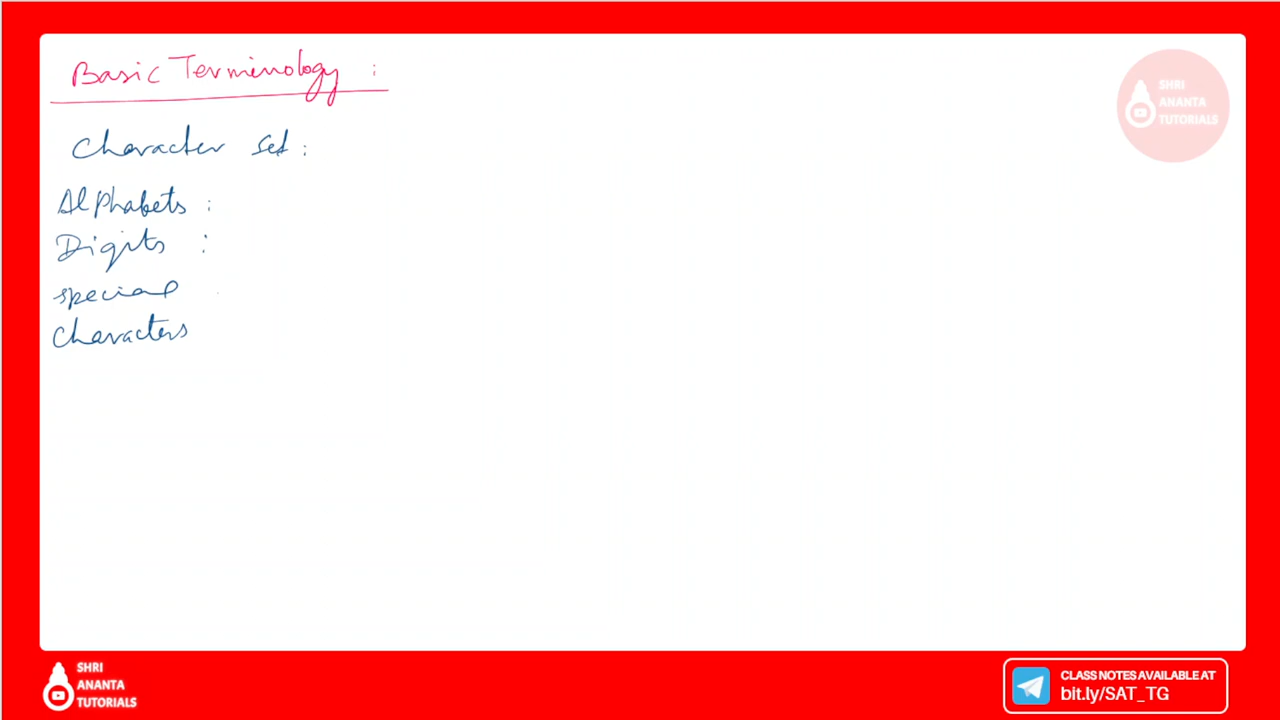 Basic Terminology :
Character Set :
Alphabets :
Digits :
special
characters
SHRI
ANANTA
TUTORIALS
SHRI
ANANTA
TUTORIALS
CLASS NOTES AVAILABLE AT
bit.ly/SAT_TG